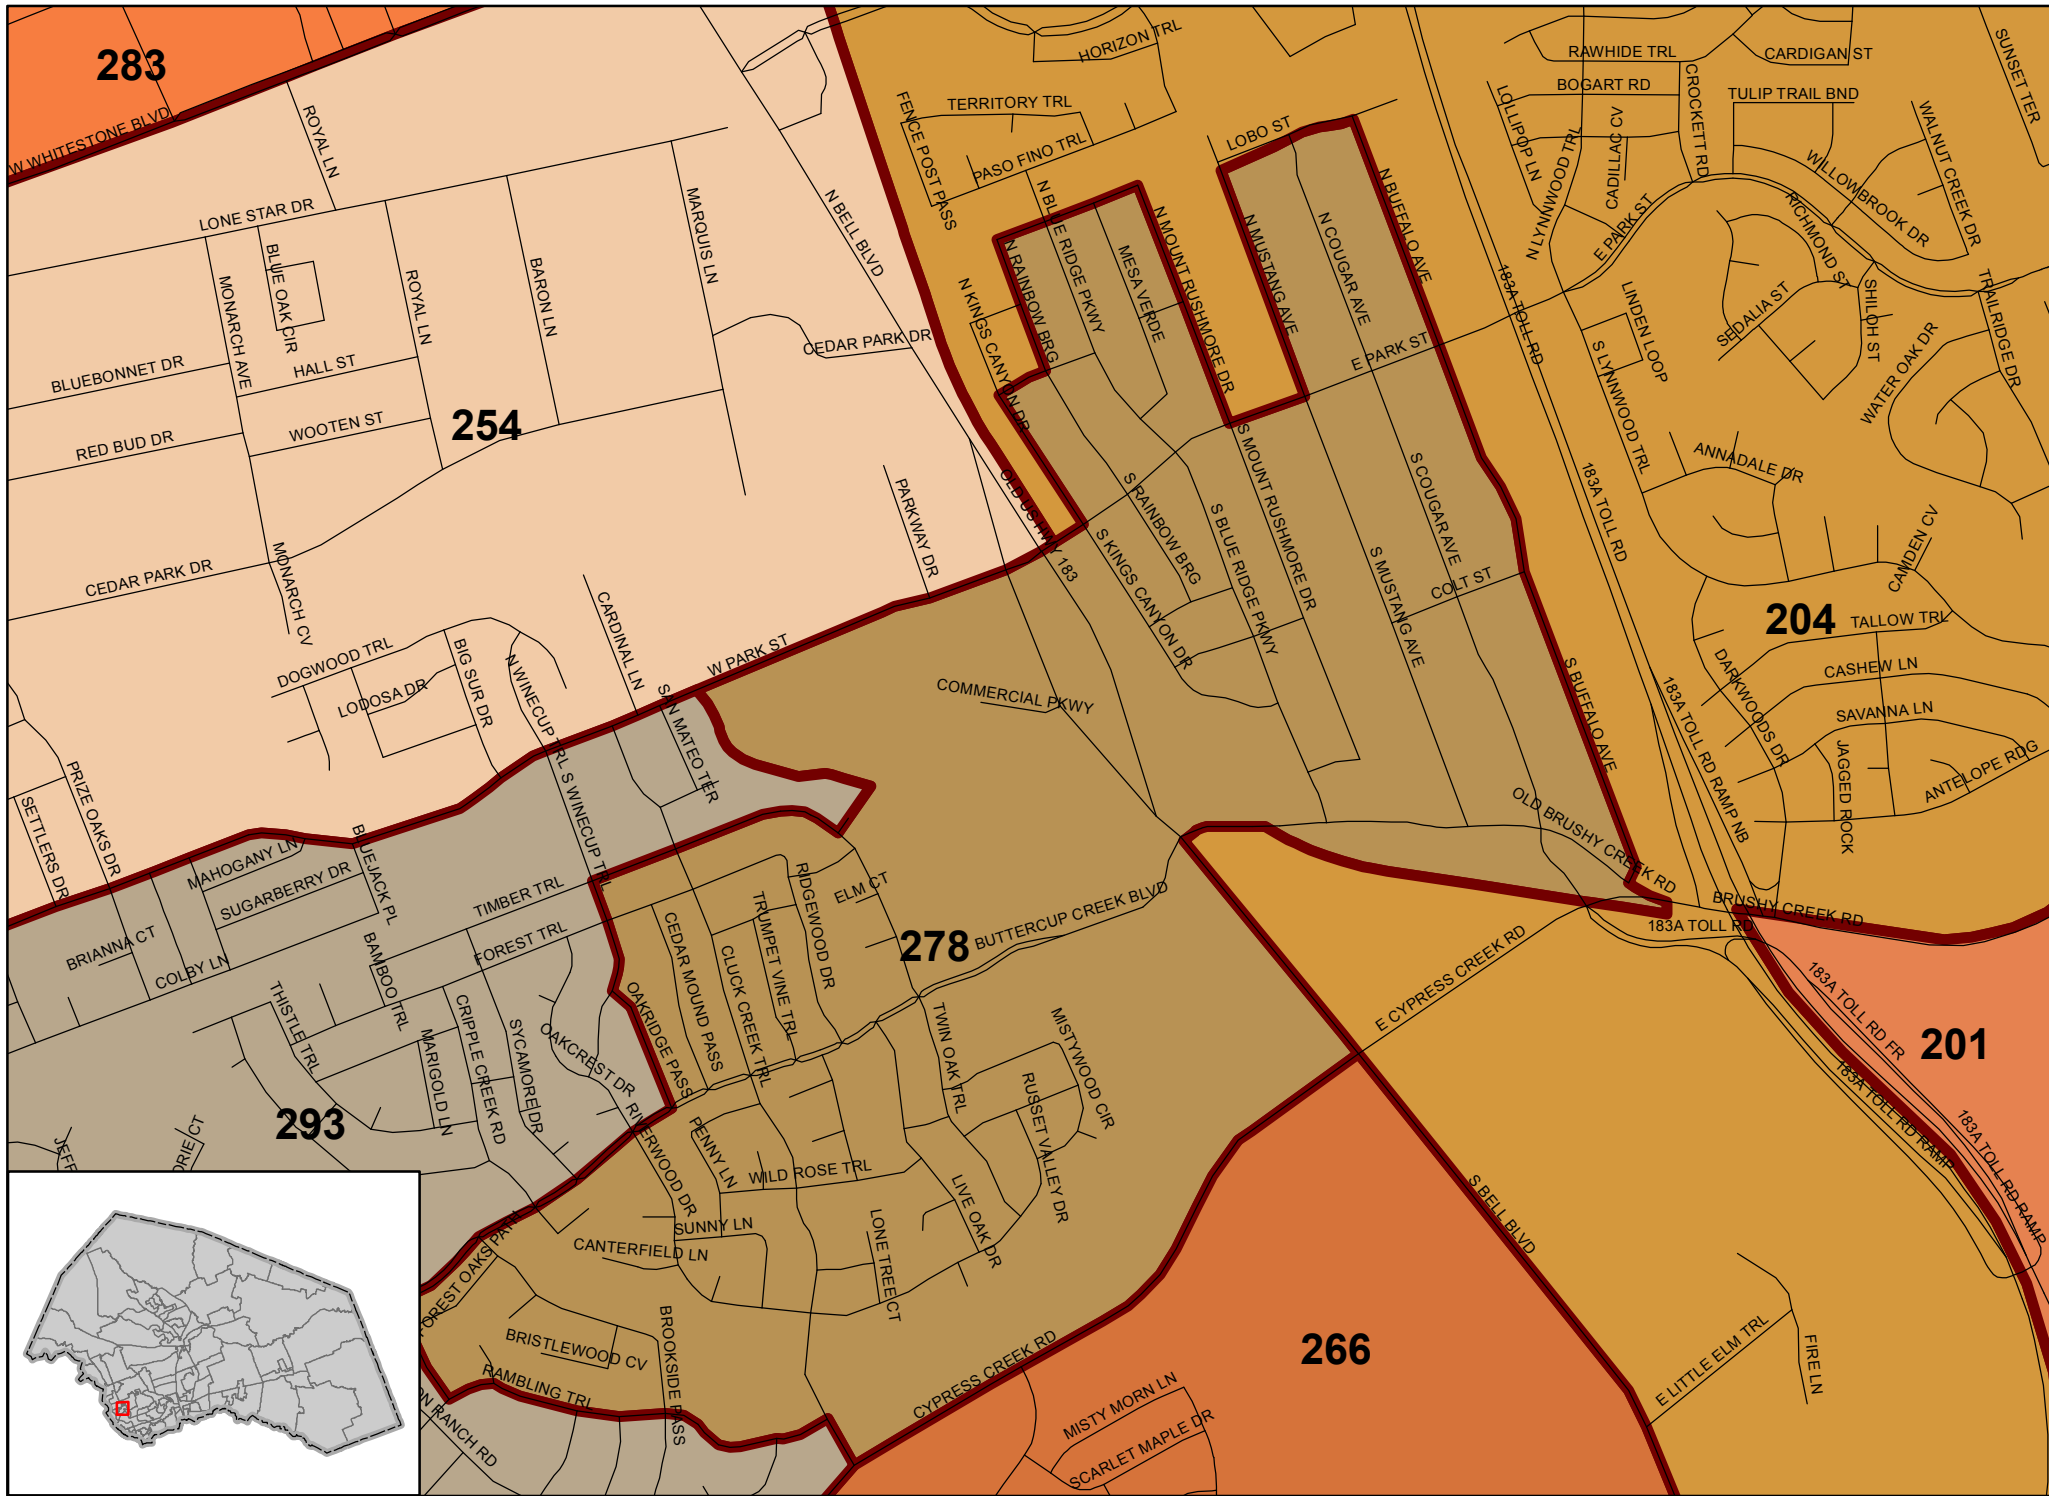 283
W WHITESTONE BLVD
ROYAL LN
LONE STAR DR
BLUE OAK CIR
MONARCH AVE
ROYAL LN
BARON LN
MARQUIS LN
N BELL BLVD
CEDAR PARK DR
BLUEBONNET DR
HALL ST
254
WOOTEN ST
RED BUD DR
CEDAR PARK DR
MONARCH CV
PARKWAY DR
OLD US HWY 183
CARDINAL LN
W PARK ST
DOGWOOD TRL
LODOSA DR
BIG SUR DR
N WINECUP TRL
S WINECUP TRL
SAN MATEO TER
PRIZE OAKS DR
SETTLERS DR
HORIZON TRL
TERRITORY TRL
FENCE POST PASS
PASO FINO TRL
LOBO ST
N BLUE RIDGE PKWY
N RAINBOW BRG
MESA VERDE
N MOUNT RUSHMORE DR
N MUSTANG AVE
N COUGAR AVE
N BUFFALO AVE
N KINGS CANYON DR
E PARK ST
183A TOLL RD
RAWHIDE TRL
CARDIGAN ST
SUNSET TER
BOGART RD
LOLLIPOP LN
CROCKETT RD
TULIP TRAIL BND
CADILLAC CV
N LYNNWOOD TRL
WALNUT CREEK DR
WILLOWBROOK DR
E PARK ST
RICHMOND ST
LINDEN LOOP
SEDALIA ST
SHILOH ST
TRAILRIDGE DR
WATER OAK DR
S LYNNWOOD TRL
ANNADALE DR
183A TOLL RD
CAMDEN CV
204
TALLOW TRL
CASHEW LN
DARKWOODS DR
SAVANNA LN
JAGGED ROCK
ANTELOPE RDG
183A TOLL RD RAMP NB
S RAINBOW BRG
S BLUE RIDGE PKWY
S MOUNT RUSHMORE DR
S COUGAR AVE
S MUSTANG AVE
COLT ST
S KINGS CANYON DR
S BUFFALO AVE
COMMERCIAL PKWY
OLD BRUSHY CREEK RD
BRUSHY CREEK RD
183A TOLL RD
183A TOLL RD FR
201
183A TOLL RD RAMP
183A TOLL RD RAMP
MAHOGANY LN
BLUEJACK PL
SUGARBERRY DR
TIMBER TRL
BRIANNA CT
COLBY LN
BAMBOO TRL
FOREST TRL
THISTLE TRL
MARIGOLD LN
CRIPPLE CREEK RD
SYCAMORE DR
OAKCREST DR
OAKRIDGE PASS
293
JEFF
ORIE CT
CEDAR MOUND PASS
CLUCK CREEK TRL
TRUMPET VINE TRL
RIDGEWOOD DR
ELM CT
278
BUTTERCUP CREEK BLVD
E CYPRESS CREEK RD
TWIN OAK TRL
MISTYWOOD CIR
RUSSET VALLEY DR
RIVERWOOD DR
PENNY LN
WILD ROSE TRL
LIVE OAK DR
SUNNY LN
CANTERFIELD LN
LONE TREE CT
FOREST OAKS PATH
BRISTLEWOOD CV
BROOKSIDE PASS
RAMBLING TRL
ON RANCH RD
CYPRESS CREEK RD
266
MISTY MORN LN
SCARLET MAPLE DR
S BELL BLVD
E LITTLE ELM TRL
FIRE LN